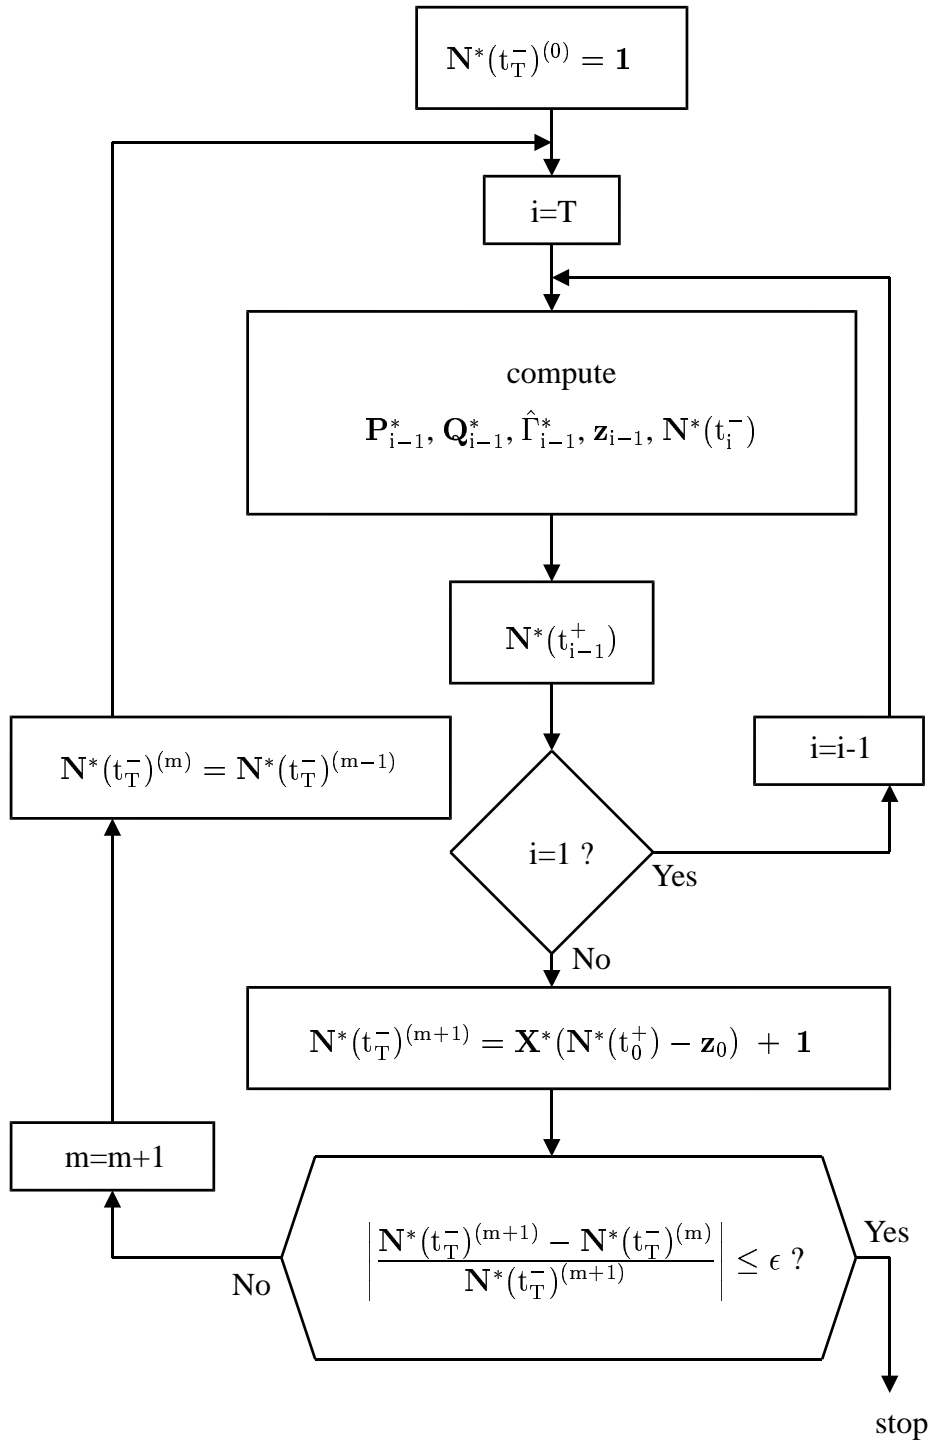 N*(t_T^-)^(0) = 1
i=T
compute
P*_{i−1}, Q*_{i−1}, Γ̂*_{i−1}, z_{i−1}, N*(t_i^-)
N*(t_{i−1}^+)
N*(t_T^-)^(m) = N*(t_T^-)^(m−1)
i=i-1
i=1 ?
Yes
No
N*(t_T^-)^(m+1) = X*(N*(t_0^+) − z_0) + 1
m=m+1
|N*(t_T^-)^(m+1) − N*(t_T^-)^(m) / N*(t_T^-)^(m+1)| ≤ ϵ ?
Yes
No
stop